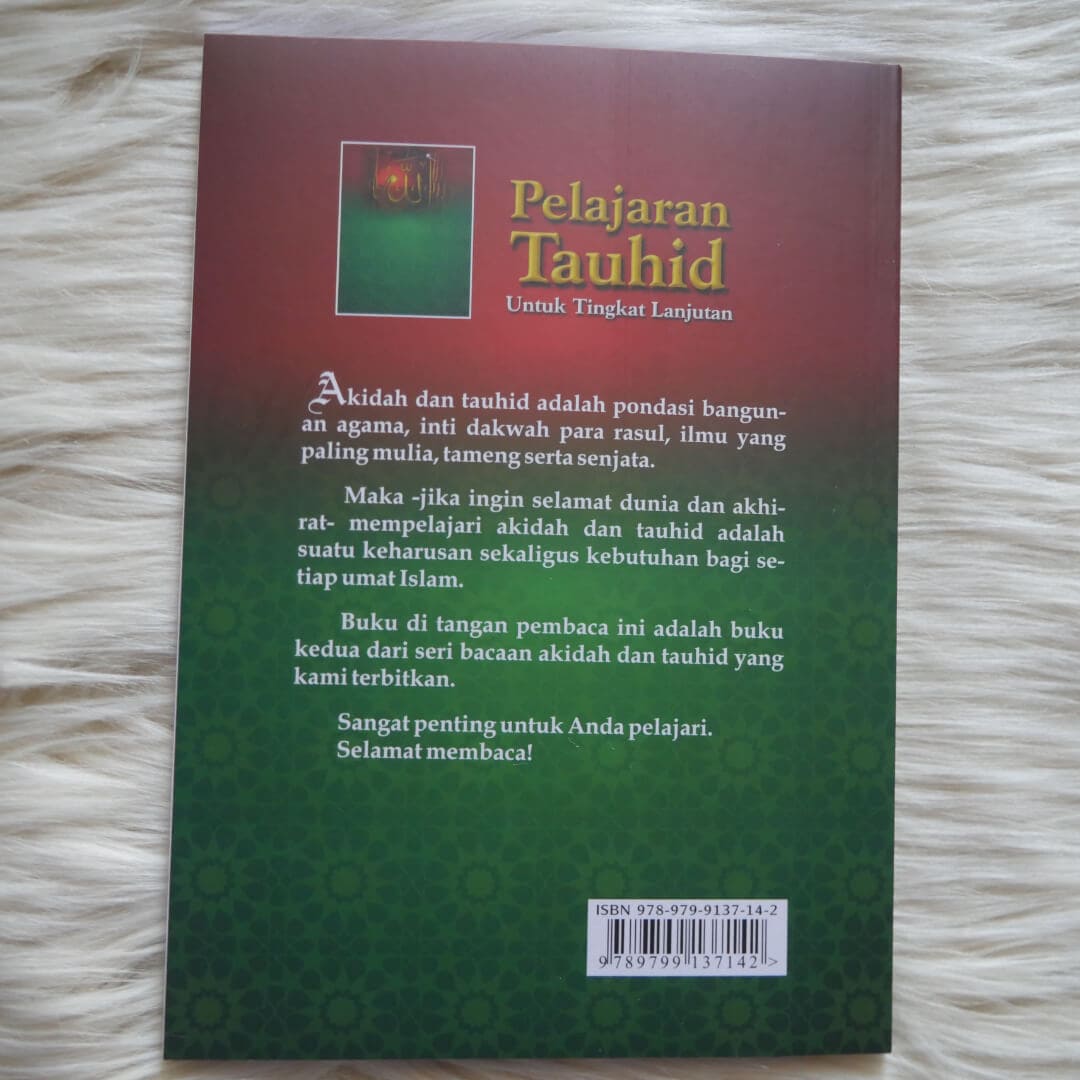 Pelajaran
Tauhid
Untuk Tingkat Lanjutan
Akidah dan tauhid adalah pondasi bangun-
an agama, inti dakwah para rasul, ilmu yang
paling mulia, tameng serta senjata.
Maka -jika ingin selamat dunia dan akhi-
rat- mempelajari akidah dan tauhid adalah
suatu keharusan sekaligus kebutuhan bagi se-
tiap umat Islam.
Buku di tangan pembaca ini adalah buku
kedua dari seri bacaan akidah dan tauhid yang
kami terbitkan.
Sangat penting untuk Anda pelajari.
Selamat membaca!
ISBN 978-979-9137-14-2
9 789799 137142 >